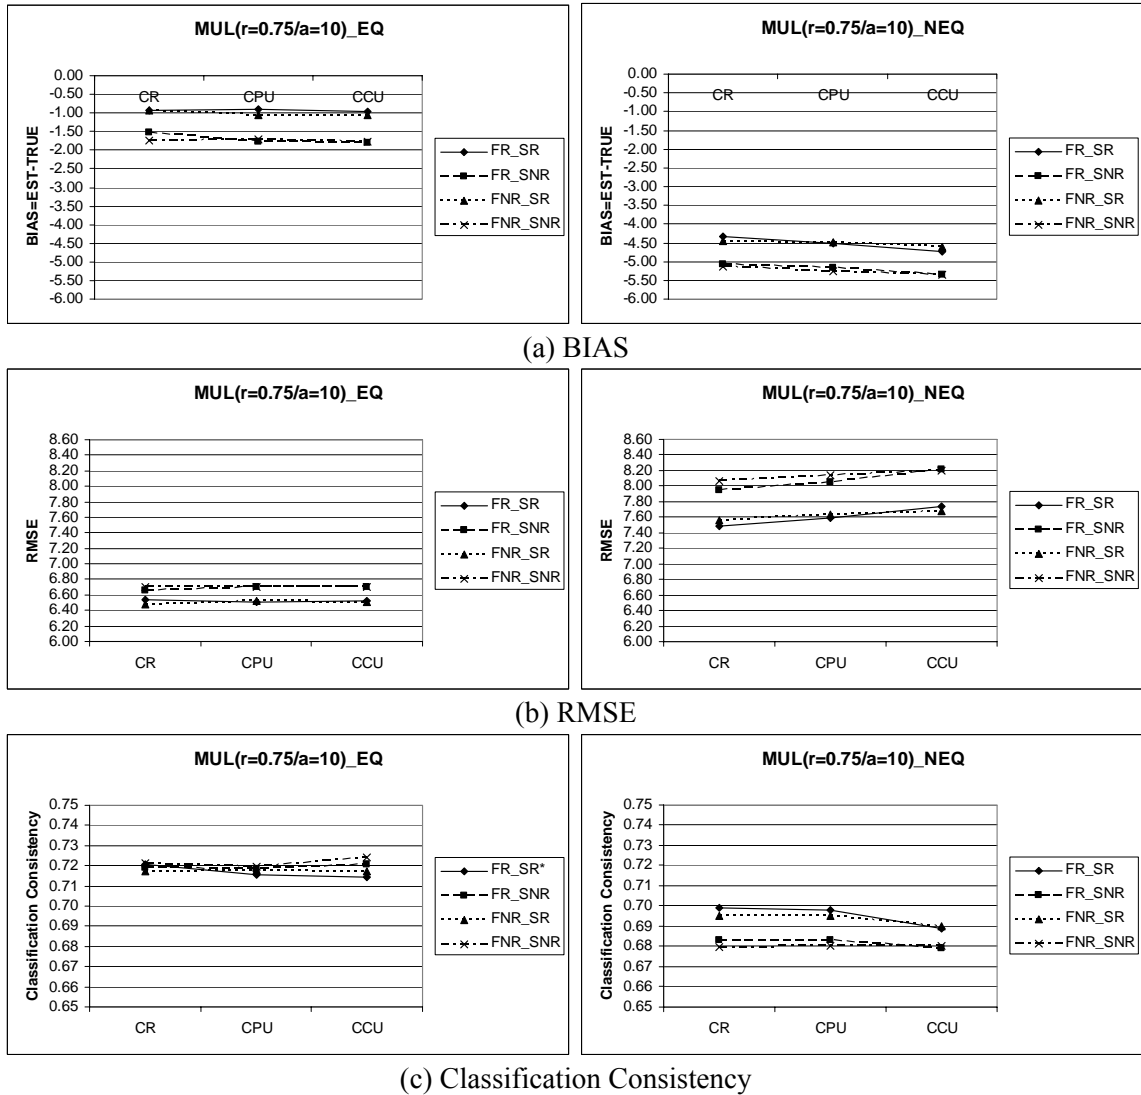 MUL(r=0.75/a=10)_EQ
BIAS=EST-TRUE
0.00
-0.50
-1.00
-1.50
-2.00
-2.50
-3.00
-3.50
-4.00
-4.50
-5.00
-5.50
-6.00
CR CPU CCU
FR_SR
FR_SNR
FNR_SR
FNR_SNR
MUL(r=0.75/a=10)_NEQ
BIAS=EST-TRUE
0.00
-0.50
-1.00
-1.50
-2.00
-2.50
-3.00
-3.50
-4.00
-4.50
-5.00
-5.50
-6.00
CR CPU CCU
FR_SR
FR_SNR
FNR_SR
FNR_SNR
(a) BIAS
MUL(r=0.75/a=10)_EQ
RMSE
8.60
8.40
8.20
8.00
7.80
7.60
7.40
7.20
7.00
6.80
6.60
6.40
6.20
6.00
CR CPU CCU
FR_SR
FR_SNR
FNR_SR
FNR_SNR
MUL(r=0.75/a=10)_NEQ
RMSE
8.60
8.40
8.20
8.00
7.80
7.60
7.40
7.20
7.00
6.80
6.60
6.40
6.20
6.00
CR CPU CCU
FR_SR
FR_SNR
FNR_SR
FNR_SNR
(b) RMSE
MUL(r=0.75/a=10)_EQ
Classification Consistency
0.75
0.74
0.73
0.72
0.71
0.70
0.69
0.68
0.67
0.66
0.65
CR CPU CCU
FR_SR*
FR_SNR
FNR_SR
FNR_SNR
MUL(r=0.75/a=10)_NEQ
Classification Consistency
0.75
0.74
0.73
0.72
0.71
0.70
0.69
0.68
0.67
0.66
0.65
CR CPU CCU
FR_SR
FR_SNR
FNR_SR
FNR_SNR
(c) Classification Consistency